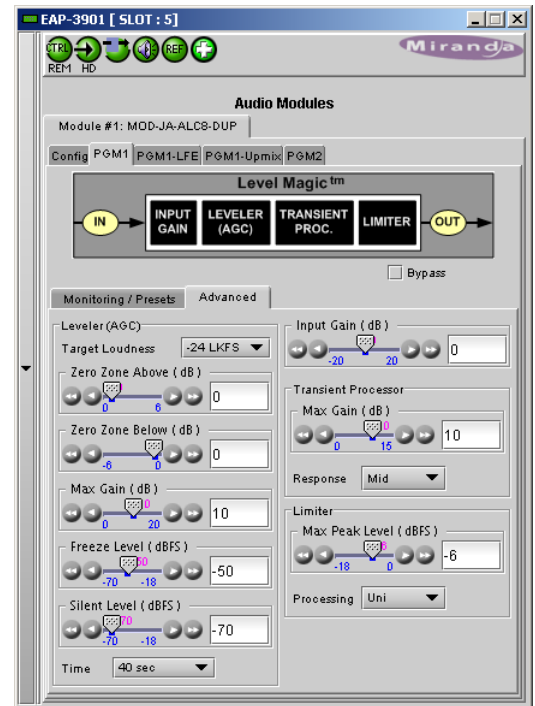 EAP-3901 [ SLOT : 5]
CTRL REF
REM HD
Miranda
Audio Modules
Module #1: MOD-JA-ALC8-DUP
Config PGM1 PGM1-LFE PGM1-Upmix PGM2
Level Magic tm
IN INPUT GAIN LEVELER (AGC) TRANSIENT PROC. LIMITER OUT
Bypass
Monitoring / Presets Advanced
Leveler(AGC)
Target Loudness -24 LKFS
Zero Zone Above ( dB )
0 6 0
Zero Zone Below ( dB )
-6 0 0
Max Gain ( dB )
0 20 10
Freeze Level ( dBFS )
-70 -18 -50
Silent Level ( dBFS )
-70 -18 -70
Time 40 sec
Input Gain ( dB )
-20 20 0
Transient Processor
Max Gain ( dB )
0 15 10
Response Mid
Limiter
Max Peak Level ( dBFS )
-18 0 -6
Processing Uni